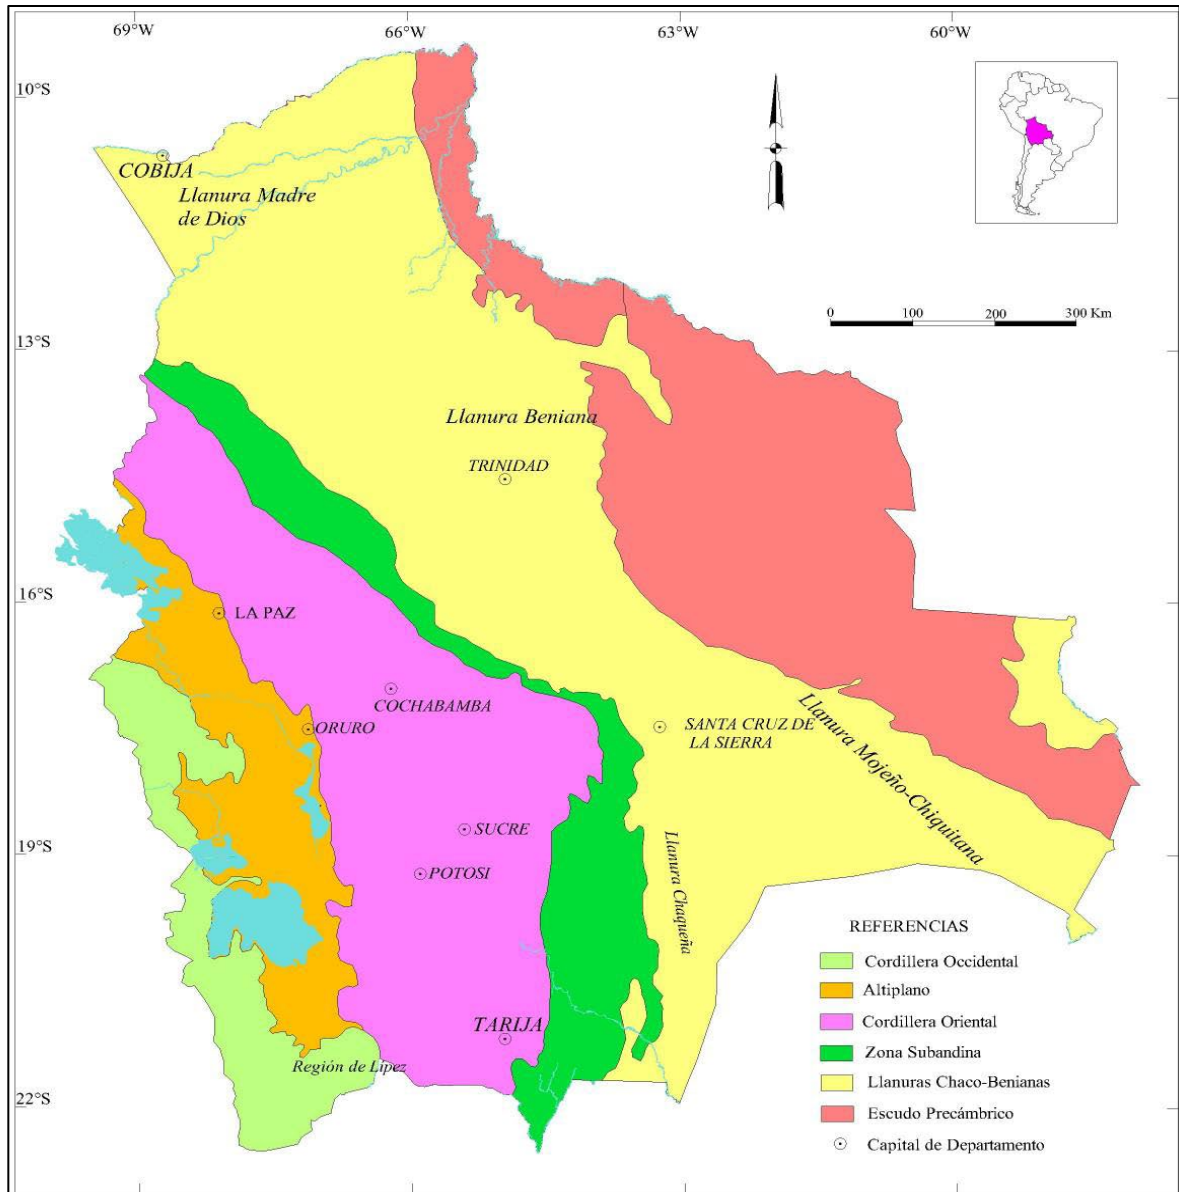 69°W
66°W
63°W
60°W
10°S
COBIJA
Llanura Madre
de Dios
0 100 200 300 Km
13°S
Llanura Beniana
TRINIDAD
16°S
LA PAZ
COCHABAMBA
ORURO
SANTA CRUZ DE
LA SIERRA
Llanura Mojeño-Chiquitana
SUCRE
19°S
POTOSI
Llanura Chaqueña
TARIJA
Región de Lipez
22°S
REFERENCIAS
Cordillera Occidental
Altiplano
Cordillera Oriental
Zona Subandina
Llanuras Chaco-Benianas
Escudo Precámbrico
Capital de Departamento